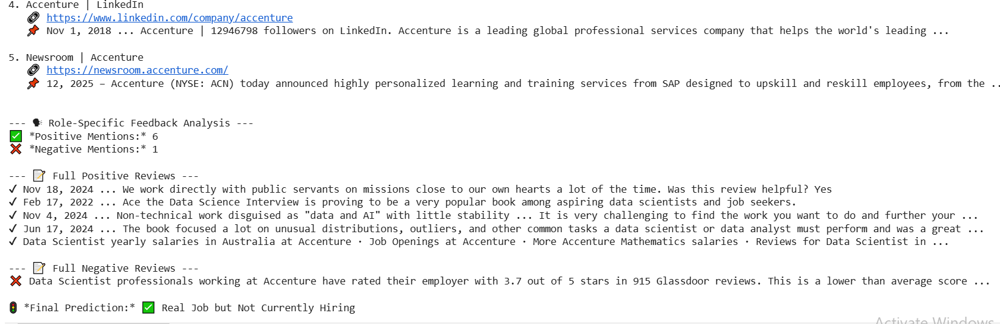 4. Accenture | LinkedIn
🔗 https://www.linkedin.com/company/accenture
📌 Nov 1, 2018 ... Accenture | 12946798 followers on LinkedIn. Accenture is a leading global professional services company that helps the world's leading ...
5. Newsroom | Accenture
🔗 https://newsroom.accenture.com/
📌 12, 2025 – Accenture (NYSE: ACN) today announced highly personalized learning and training services from SAP designed to upskill and reskill employees, from the ..
--- 🗣 Role-Specific Feedback Analysis ---
✅ *Positive Mentions:* 6
❌ *Negative Mentions:* 1
--- 📝 Full Positive Reviews ---
✔ Nov 18, 2024 ... We work directly with public servants on missions close to our own hearts a lot of the time. Was this review helpful? Yes
✔ Feb 17, 2022 ... Ace the Data Science Interview is proving to be a very popular book among aspiring data scientists and job seekers.
✔ Nov 4, 2024 ... Non-technical work disguised as "data and AI" with little stability ... It is very challenging to find the work you want to do and further your ...
✔ Jun 17, 2024 ... The book focused a lot on unusual distributions, outliers, and other common tasks a data scientist or data analyst must perform and was a great ...
✔ Data Scientist yearly salaries in Australia at Accenture · Job Openings at Accenture · More Accenture Mathematics salaries · Reviews for Data Scientist in ...
--- 📝 Full Negative Reviews ---
❌ Data Scientist professionals working at Accenture have rated their employer with 3.7 out of 5 stars in 915 Glassdoor reviews. This is a lower than average score ...
🚦 *Final Prediction:* ✅ Real Job but Not Currently Hiring
Activate Windows